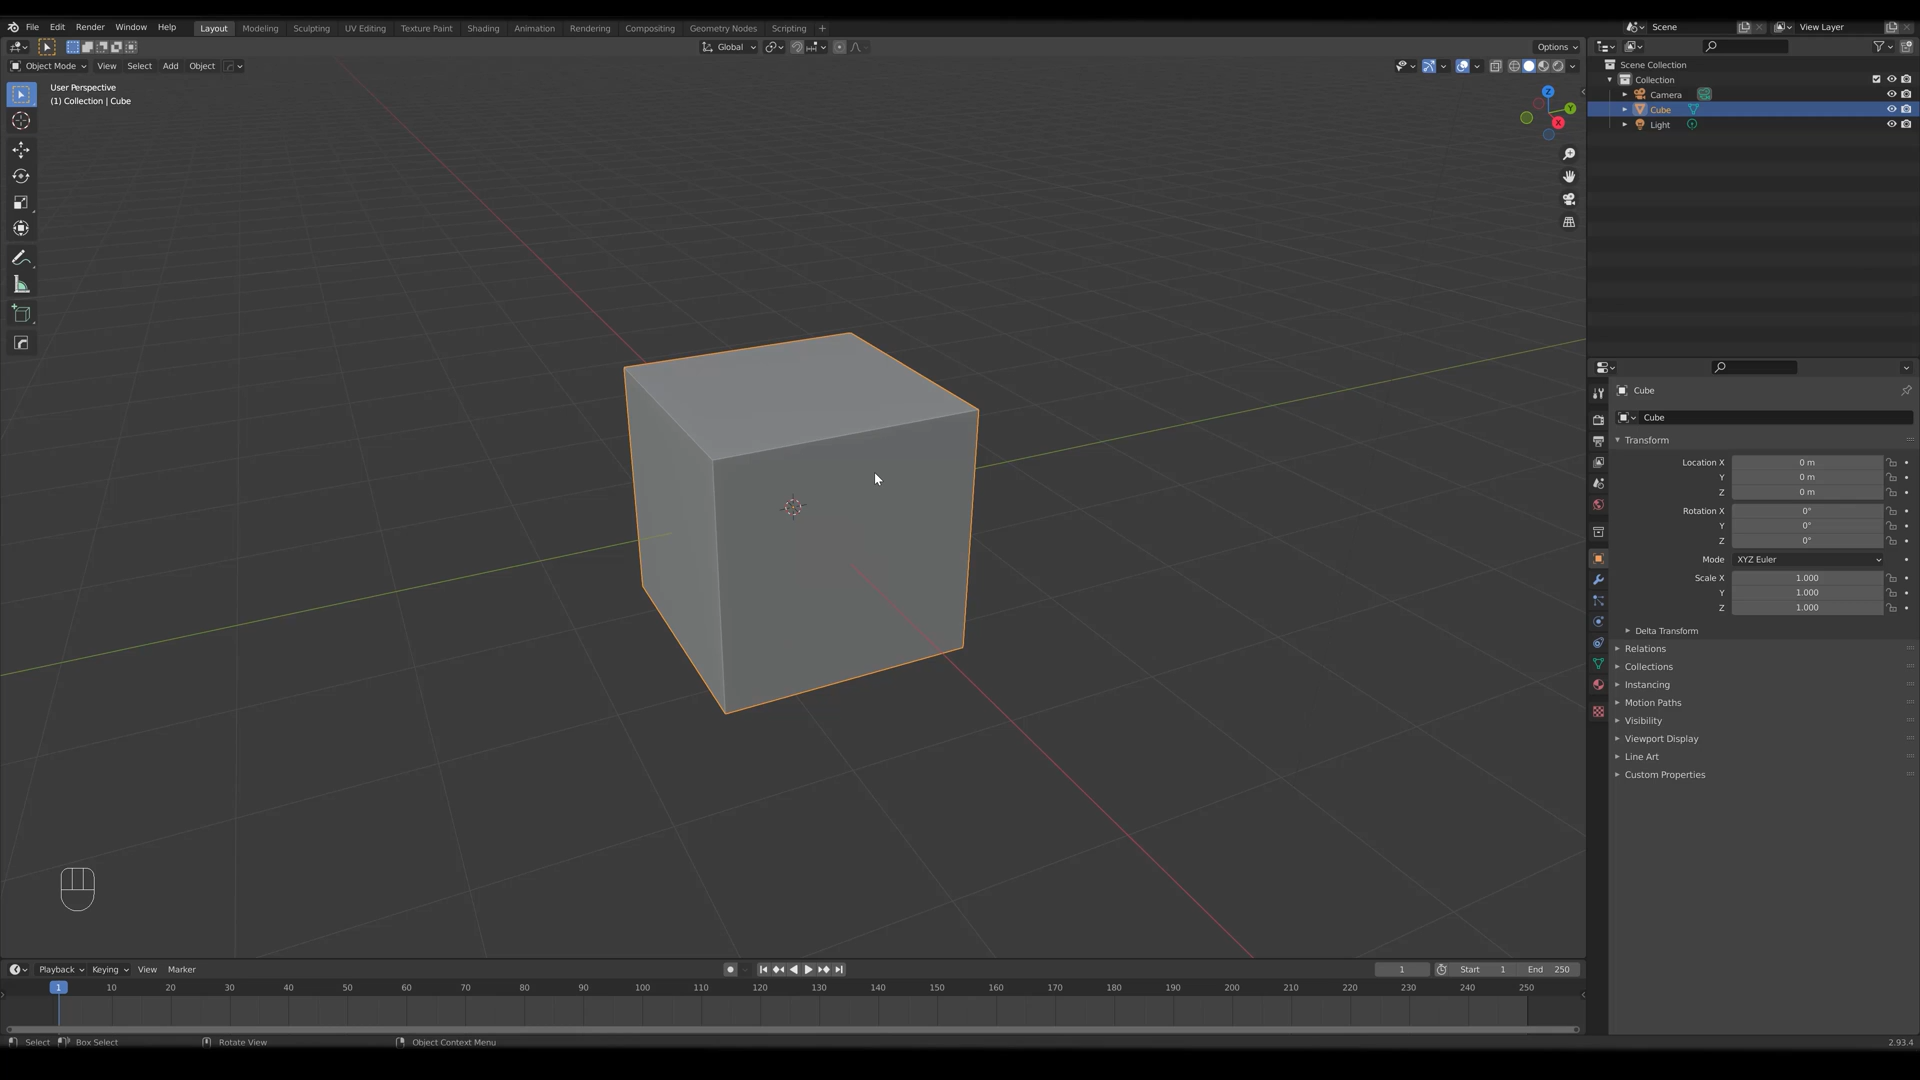 File Edit Render Window Help Layout Modeling Sculpting UV Editing Texture Paint Shading Animation Rendering Compositing Geometry Nodes Scripting + Scene View Layer
Global Options
Object Mode View Select Add Object
User Perspective
(1) Collection | Cube
Z
Y
X
Scene Collection
Collection
Camera
Cube
Light
Cube
Cube
Transform
Location X 0 m
Y 0 m
Z 0 m
Rotation X 0°
Y 0°
Z 0°
Mode XYZ Euler
Scale X 1.000
Y 1.000
Z 1.000
Delta Transform
Relations
Collections
Instancing
Motion Paths
Visibility
Viewport Display
Line Art
Custom Properties
Playback Keying View Marker 1 Start 1 End 250
1 10 20 30 40 50 60 70 80 90 100 110 120 130 140 150 160 170 180 190 200 210 220 230 240 250
Select Box Select Rotate View Object Context Menu 2.93.4